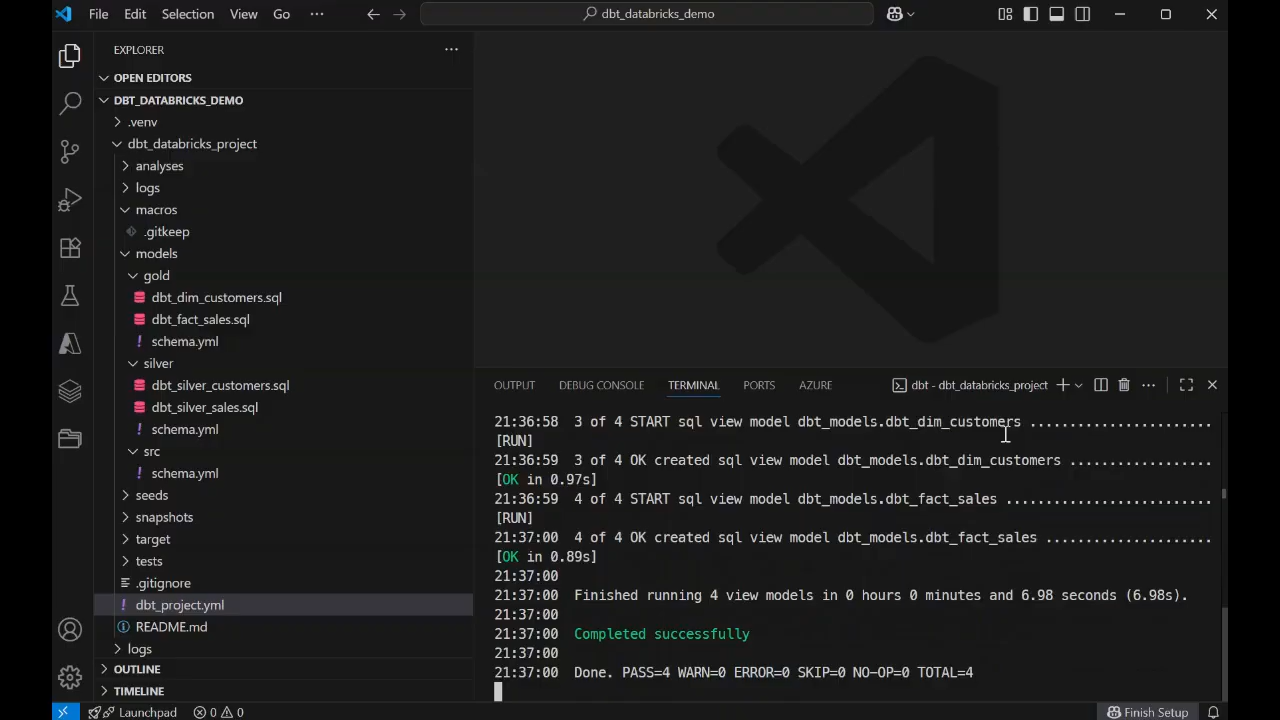 File Edit Selection View Go ··· dbt_databricks_demo
EXPLORER
OPEN EDITORS
DBT_DATABRICKS_DEMO
.venv
dbt_databricks_project
analyses
logs
macros
.gitkeep
models
gold
dbt_dim_customers.sql
dbt_fact_sales.sql
schema.yml
silver
dbt_silver_customers.sql
dbt_silver_sales.sql
schema.yml
src
schema.yml
seeds
snapshots
target
tests
.gitignore
dbt_project.yml
README.md
logs
OUTLINE
TIMELINE
OUTPUT DEBUG CONSOLE TERMINAL PORTS AZURE dbt - dbt_databricks_project
21:36:58  3 of 4 START sql view model dbt_models.dbt_dim_customers .......................
[RUN]
21:36:59  3 of 4 OK created sql view model dbt_models.dbt_dim_customers ..................
[OK in 0.97s]
21:36:59  4 of 4 START sql view model dbt_models.dbt_fact_sales ..........................
[RUN]
21:37:00  4 of 4 OK created sql view model dbt_models.dbt_fact_sales .....................
[OK in 0.89s]
21:37:00
21:37:00  Finished running 4 view models in 0 hours 0 minutes and 6.98 seconds (6.98s).
21:37:00
21:37:00  Completed successfully
21:37:00
21:37:00  Done. PASS=4 WARN=0 ERROR=0 SKIP=0 NO-OP=0 TOTAL=4
Launchpad 0 0 Finish Setup